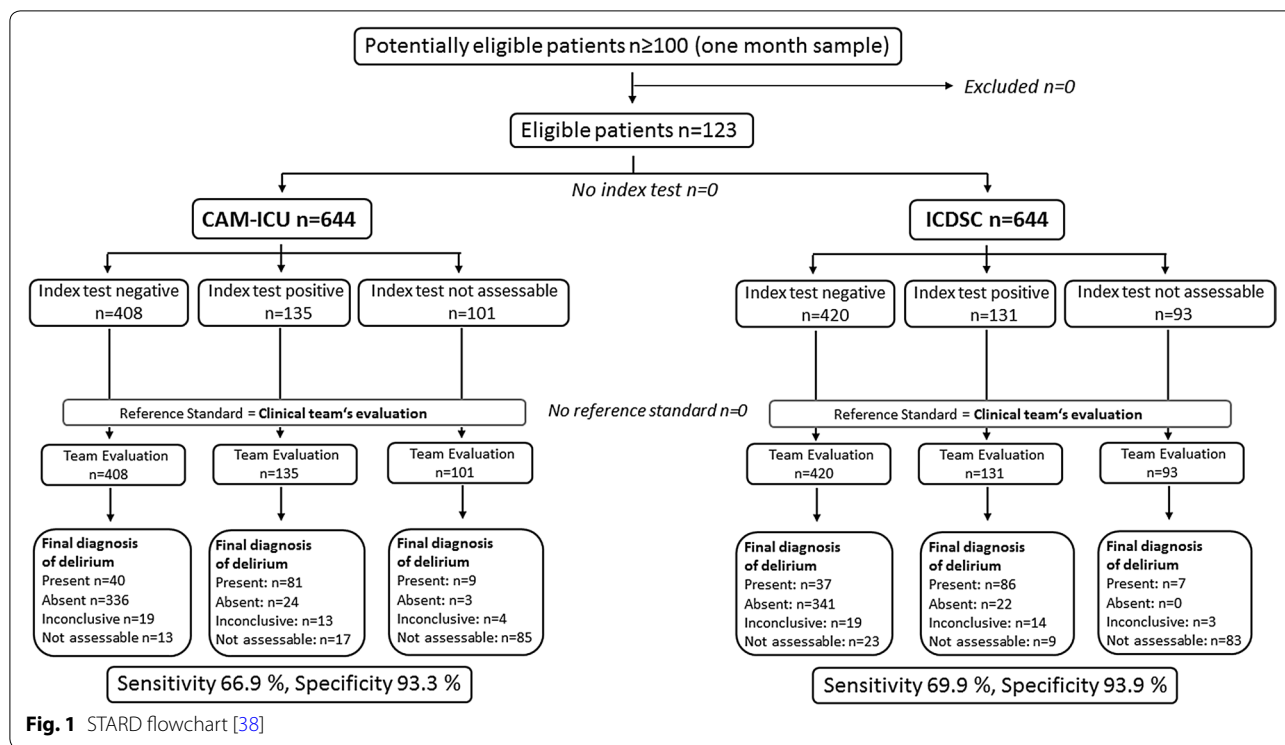 Potentially eligible patients n≥100 (one month sample)
Excluded n=0
Eligible patients n=123
No index test n=0
CAM-ICU n=644
Index test negative
n=408
Index test positive
n=135
Index test not assessable
n=101
ICDSC n=644
Index test negative
n=420
Index test positive
n=131
Index test not assessable
n=93
Reference Standard = Clinical team‘s evaluation
No reference standard n=0
Reference Standard = Clinical team‘s evaluation
Team Evaluation
n=408
Team Evaluation
n=135
Team Evaluation
n=101
Team Evaluation
n=420
Team Evaluation
n=131
Team Evaluation
n=93
Final diagnosis
of delirium
Present n=40
Absent n=336
Inconclusive n=19
Not assessable n=13
Final diagnosis
of delirium
Present: n=81
Absent: n=24
Inconclusive: n=13
Not assessable: n=17
Final diagnosis
of delirium
Present: n=9
Absent: n=3
Inconclusive: n=4
Not assessable: n=85
Final diagnosis
of delirium
Present: n=37
Absent: n=341
Inconclusive: n=19
Not assessable: n=23
Final diagnosis
of delirium
Present: n=86
Absent: n=22
Inconclusive: n=14
Not assessable: n=9
Final diagnosis
of delirium
Present: n=7
Absent: n=0
Inconclusive: n=3
Not assessable: n=83
Sensitivity 66.9 %, Specificity 93.3 %
Sensitivity 69.9 %, Specificity 93.9 %
Fig. 1 STARD flowchart [38]